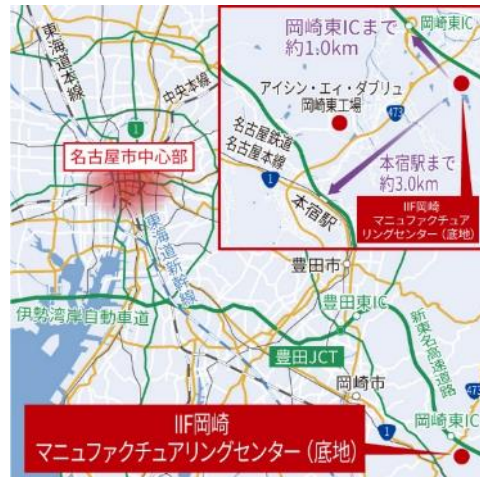 東海道本線
中央本線
1
名古屋市中心部
東海道新幹線
伊勢湾岸自動車道
岡崎東ICまで
約1.0km
岡崎東IC
アイシン・エィ・ダブリュ
岡崎東工場
473
名古屋鉄道
名古屋本線
1
本宿駅
本宿駅まで
約3.0km
IIF岡崎
マニュファクチュア
リングセンター（底地）
豊田市
豊田東IC
新東名高速道路
豊田JCT
岡崎市
473
岡崎東IC
1
IIF岡崎
マニュファクチュアリングセンター（底地）